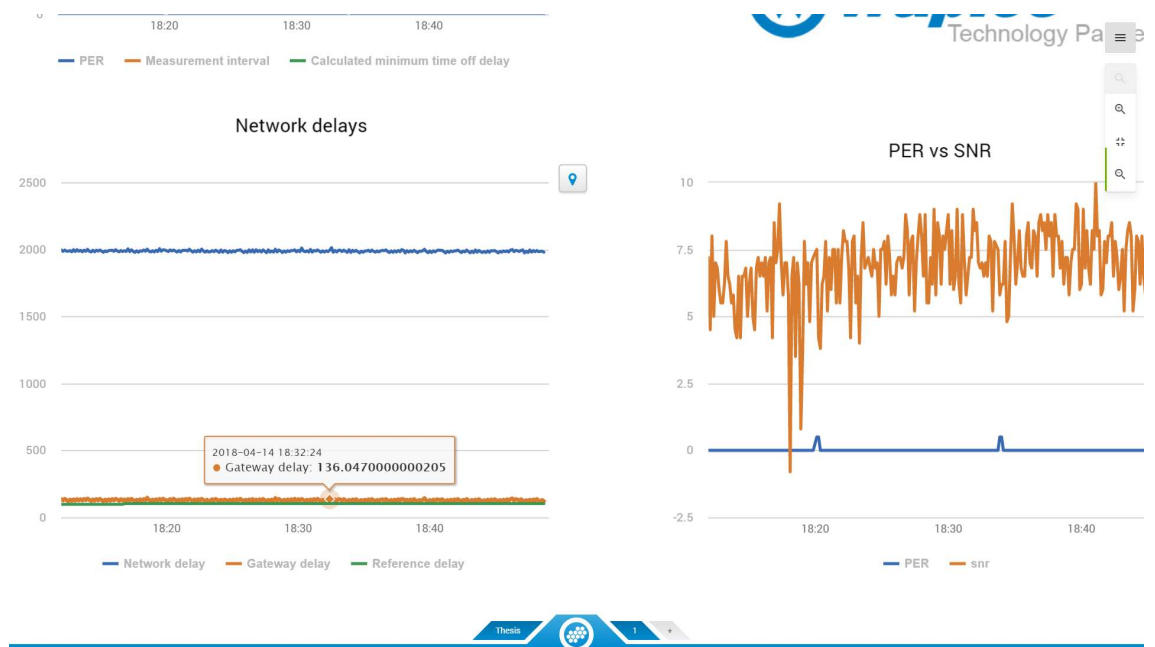 0
18:20 18:30 18:40
PER Measurement interval Calculated minimum time off delay
Technology
Network delays
2500
2000
1500
1000
500
0
2018-04-14 18:32:24
Gateway delay: 136.0470000000205
18:20 18:30 18:40
Network delay Gateway delay Reference delay
PER vs SNR
10
7.5
5
2.5
0
-2.5
18:20 18:30 18:40
PER snr
Thesis 1 +